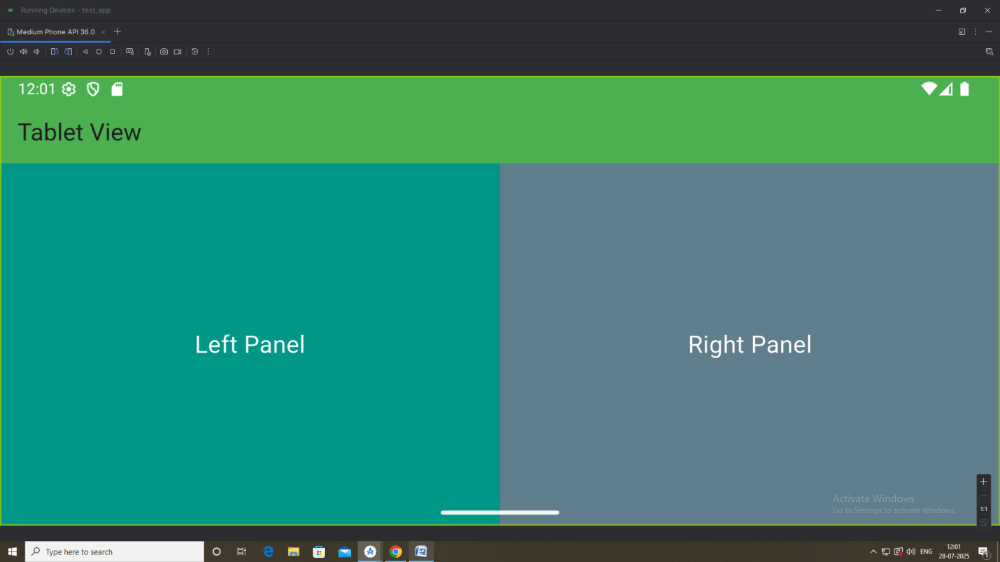 Running Devices - test_app
Medium Phone API 36.0
12:01
Tablet View
Left Panel
Right Panel
Activate Windows
Go to Settings to activate Windows.
1:1
Type here to search
ENG
12:01
28-07-2025
1